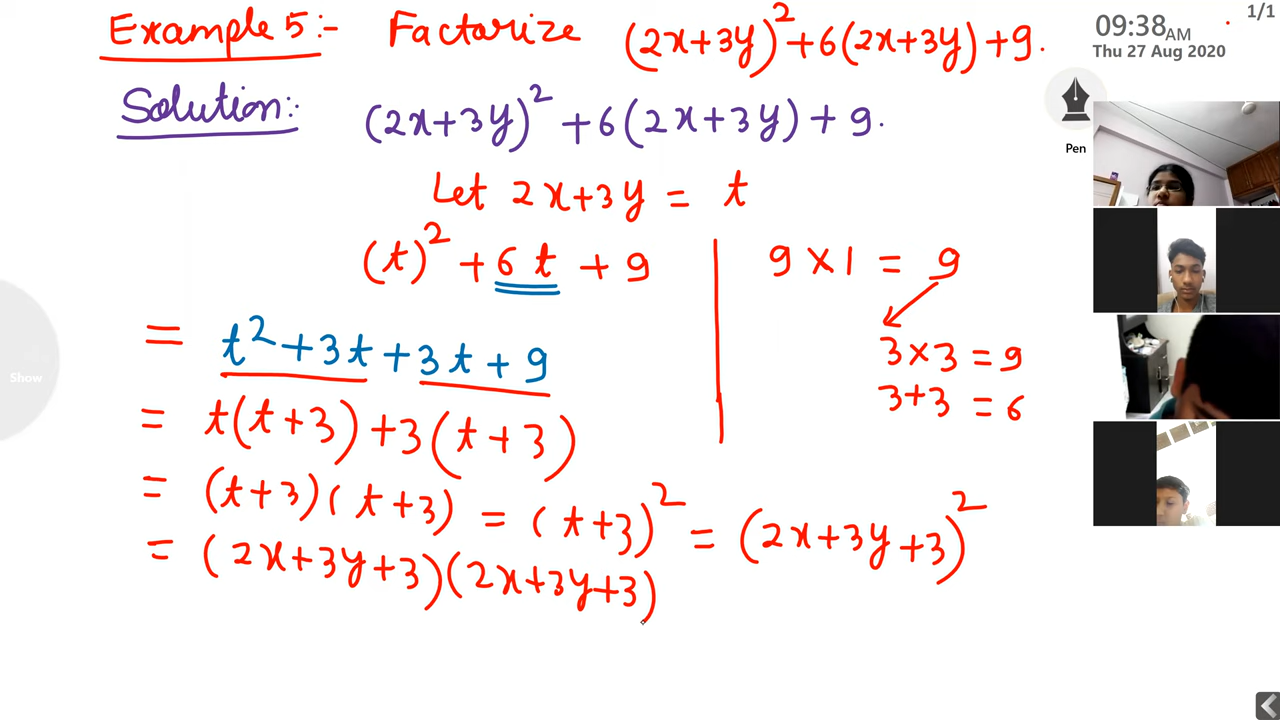 Example 5:- Factorize (2x+3y)²+6(2x+3y)+9.
Solution:- (2x+3y)²+6(2x+3y)+9.
Let 2x+3y = t
(t)²+6t+9
= t²+3t+3t+9
= t(t+3)+3(t+3)
= (t+3)(t+3) = (t+3)² = (2x+3y+3)²
= (2x+3y+3)(2x+3y+3)
9×1 = 9
3×3=9
3+3=6
1/1
09:38AM
Thu 27 Aug 2020
Pen
Show